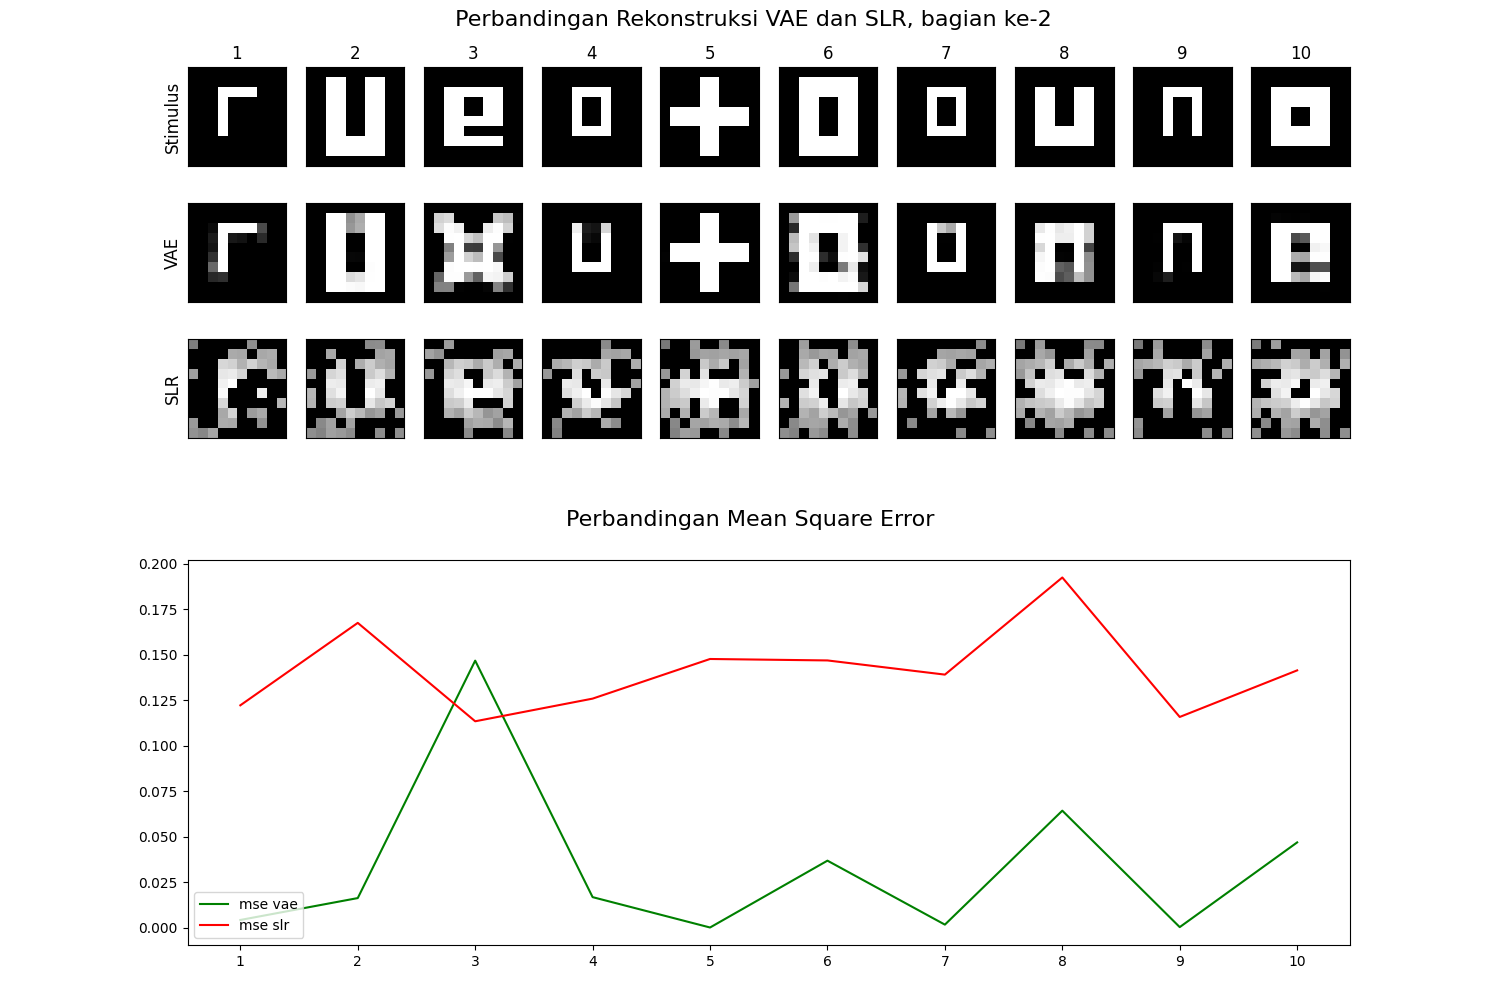 Perbandingan Rekonstruksi VAE dan SLR, bagian ke-2
1 2 3 4 5 6 7 8 9 10
Stimulus
VAE
SLR
Perbandingan Mean Square Error
0.200
0.175
0.150
0.125
0.100
0.075
0.050
0.025
0.000
mse vae
mse slr
1 2 3 4 5 6 7 8 9 10